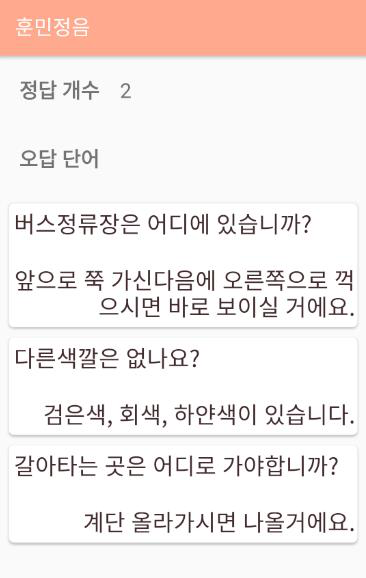 훈민정음
정답 개수 2
오답 단어
버스정류장은 어디에 있습니까?
앞으로 쭉 가신다음에 오른쪽으로 꺽
으시면 바로 보이실 거에요.
다른색깔은 없나요?
검은색, 회색, 하얀색이 있습니다.
갈아타는 곳은 어디로 가야합니까?
계단 올라가시면 나올거에요.